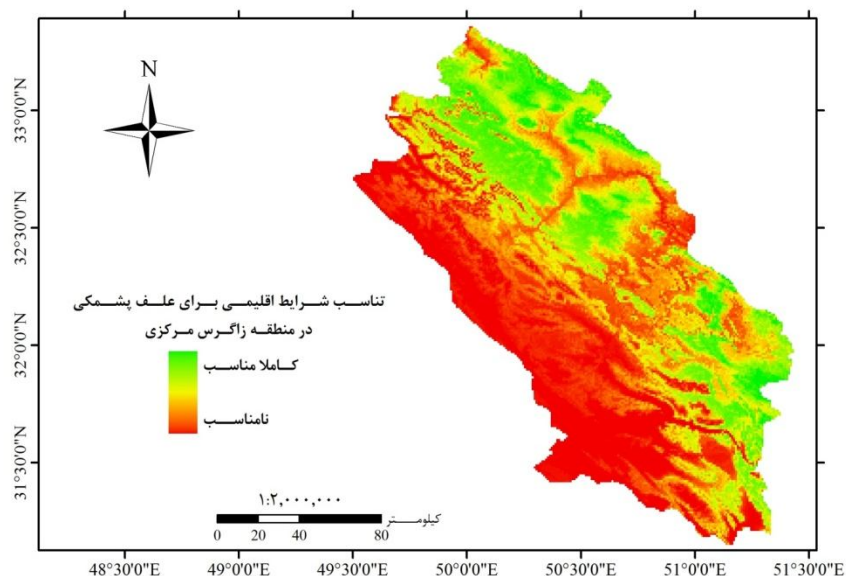 N
33°0'0"N
32°30'0"N
32°0'0"N
31°30'0"N
تناسب شرایط اقلیمی برای علف پشمکی
در منطقه زاگرس مرکزی
کاملا مناسب
نامناسب
۱:۲,۰۰۰,۰۰۰
کیلومتر
0 20 40 80
48°30'0"E 49°0'0"E 49°30'0"E 50°0'0"E 50°30'0"E 51°0'0"E 51°30'0"E